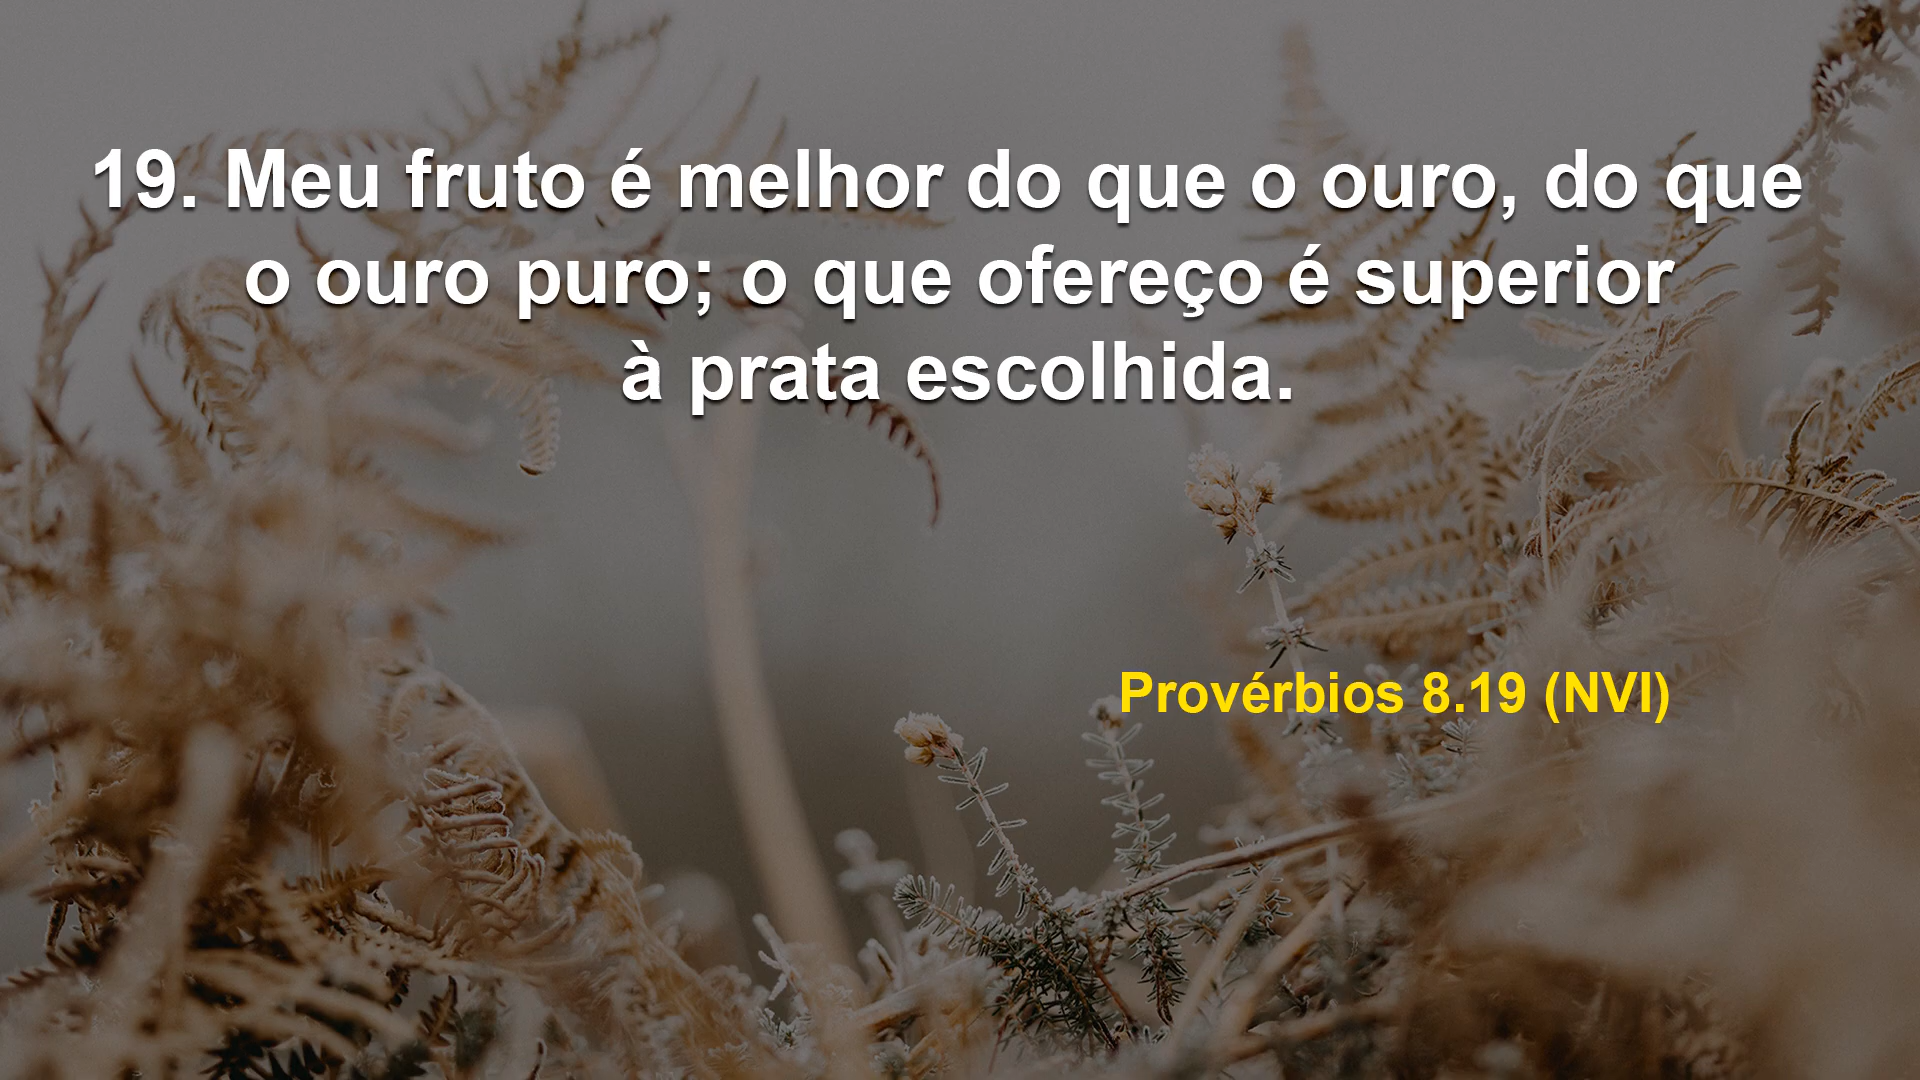 19. Meu fruto é melhor do que o ouro, do que
o ouro puro; o que ofereço é superior
à prata escolhida.
Provérbios 8.19 (NVI)